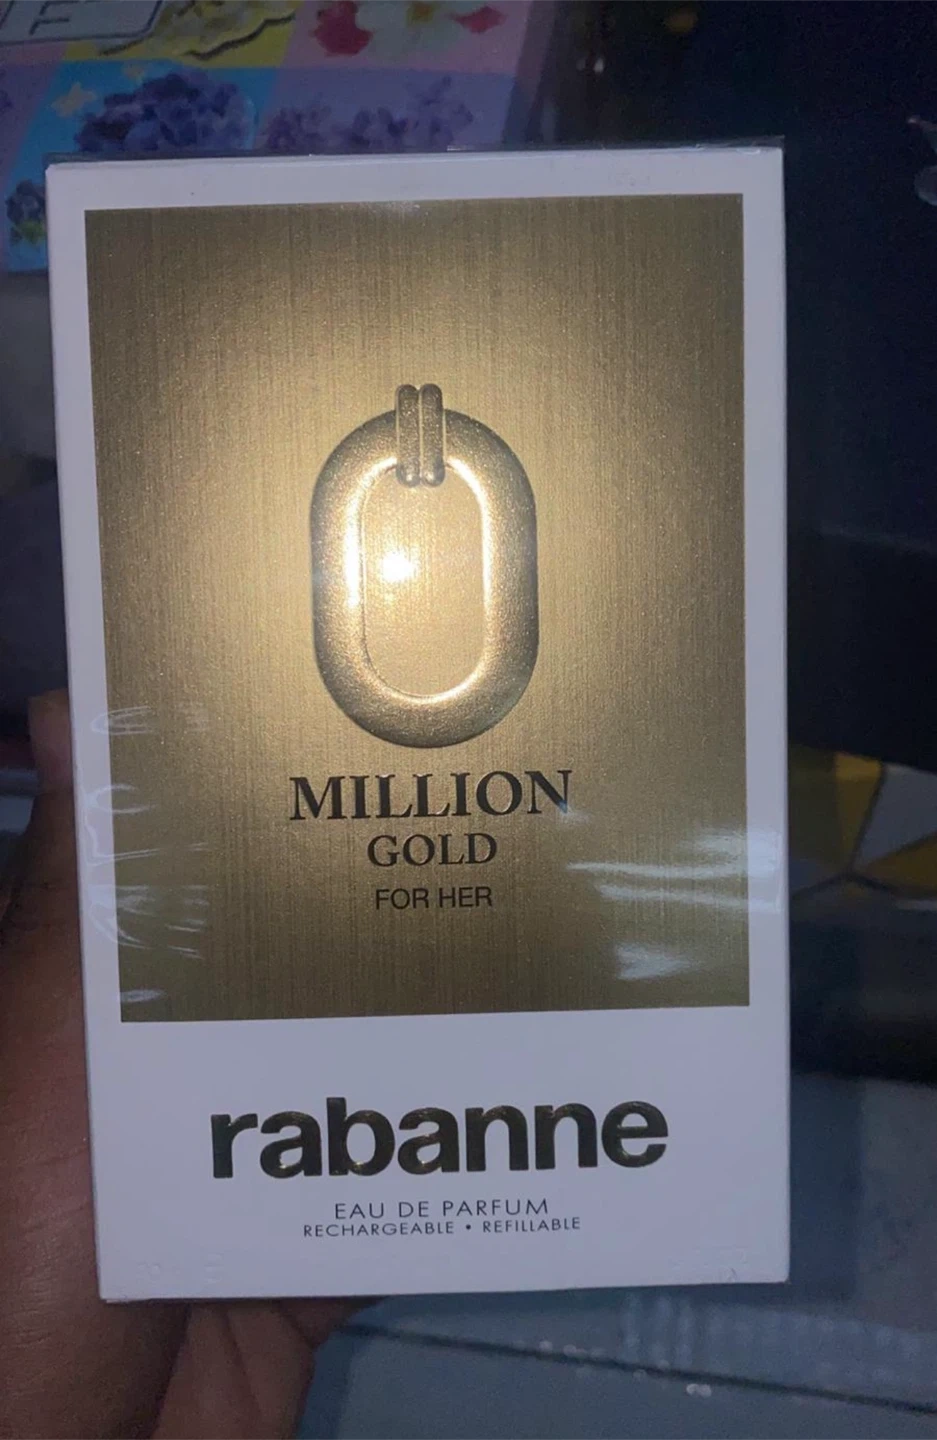 MILLION
GOLD
FOR HER
rabanne
EAU DE PARFUM
RECHARGEABLE • REFILLABLE